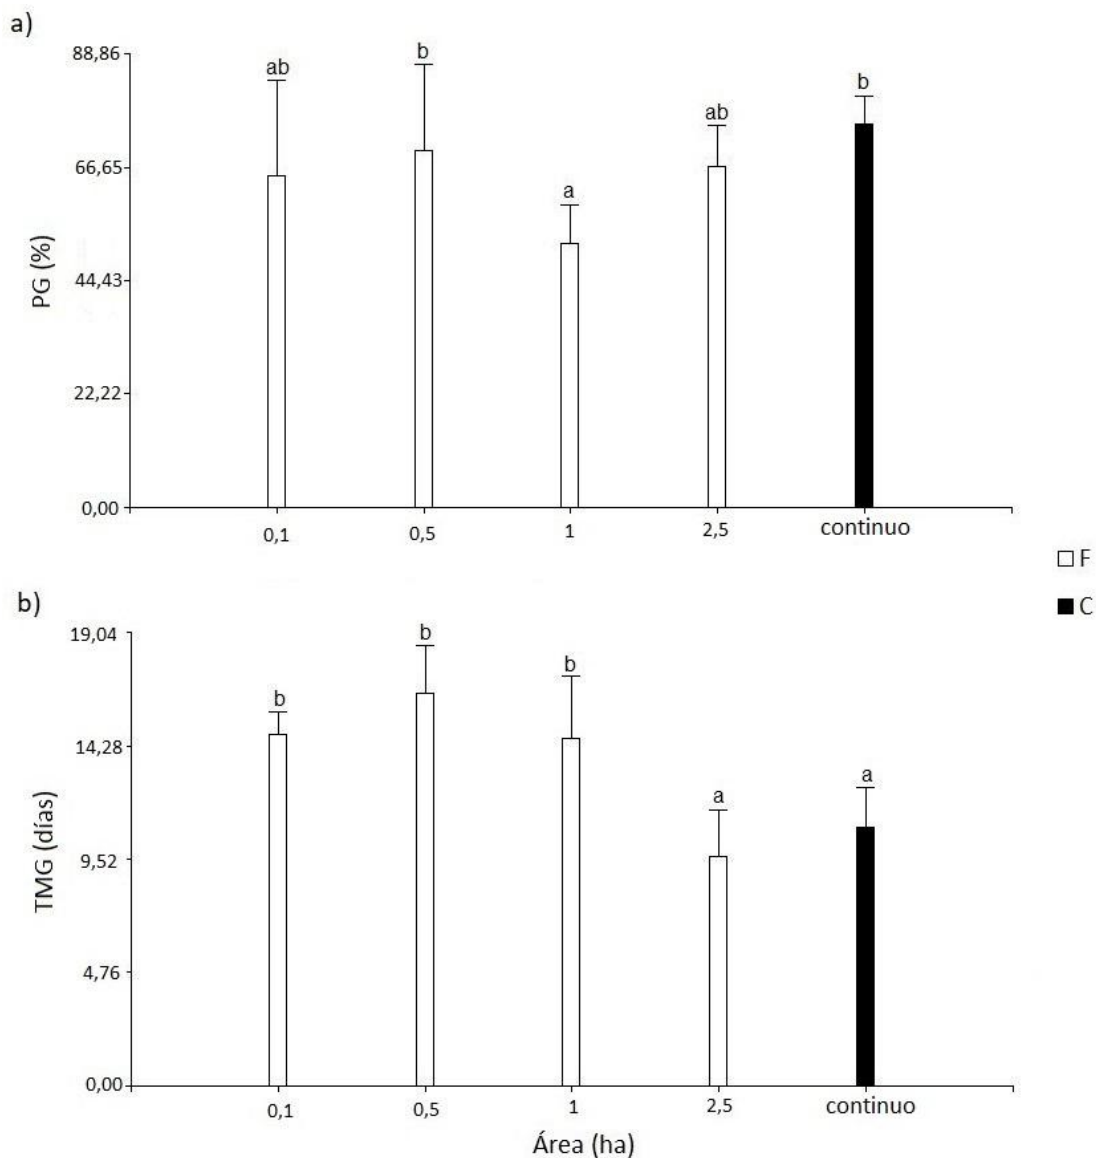 a)
88,86
66,65
44,43
22,22
0,00
PG (%)
ab
b
a
ab
b
0,1
0,5
1
2,5
continuo
F
C
b)
19,04
14,28
9,52
4,76
0,00
TMG (días)
b
b
b
a
a
0,1
0,5
1
2,5
continuo
Área (ha)